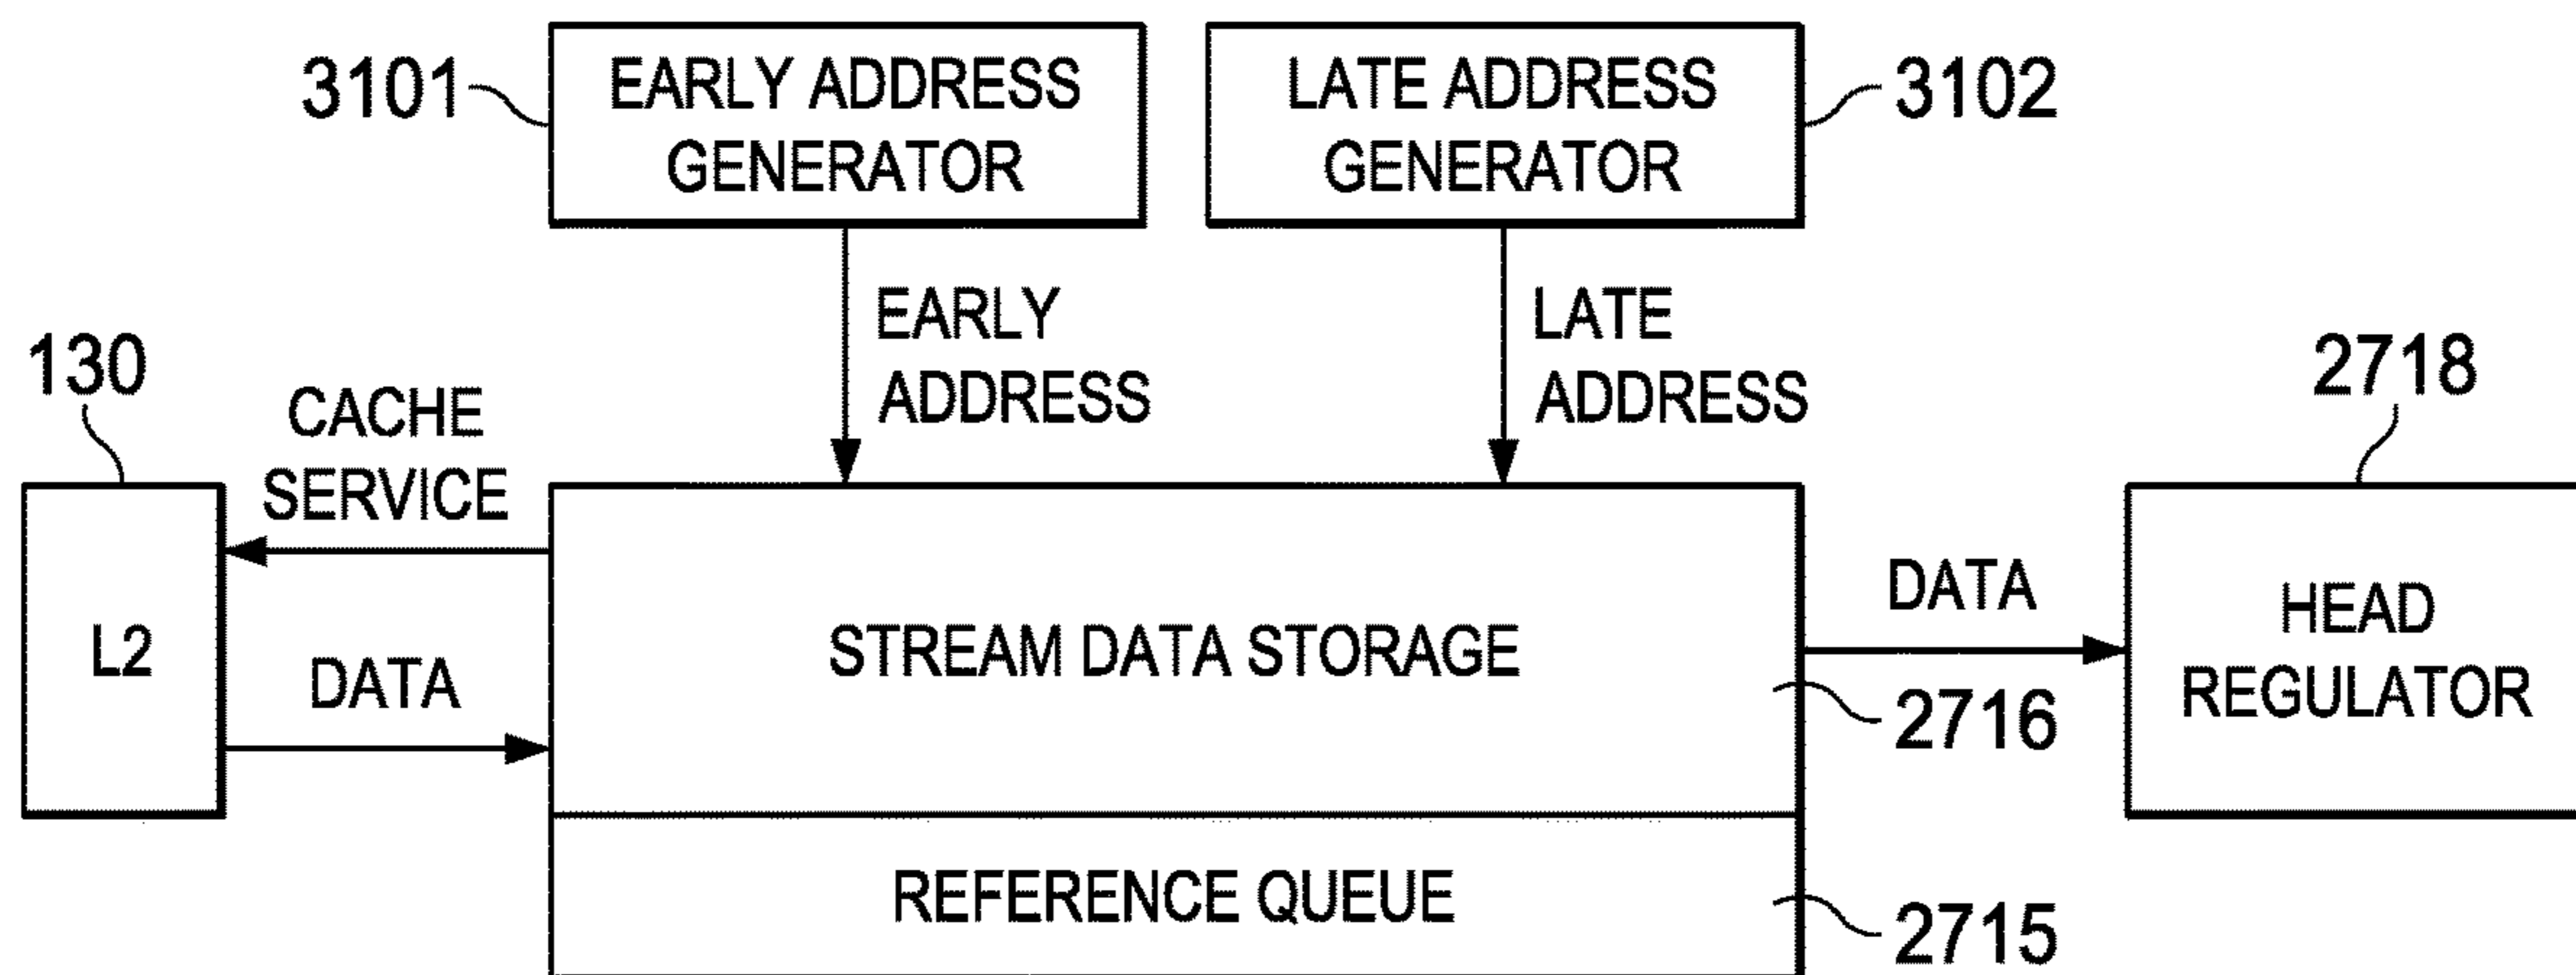 3101
EARLY ADDRESS
GENERATOR
LATE ADDRESS
GENERATOR
3102
EARLY
ADDRESS
LATE
ADDRESS
130
CACHE
SERVICE
2718
L2
DATA
STREAM DATA STORAGE
DATA
HEAD
REGULATOR
2716
REFERENCE QUEUE
2715